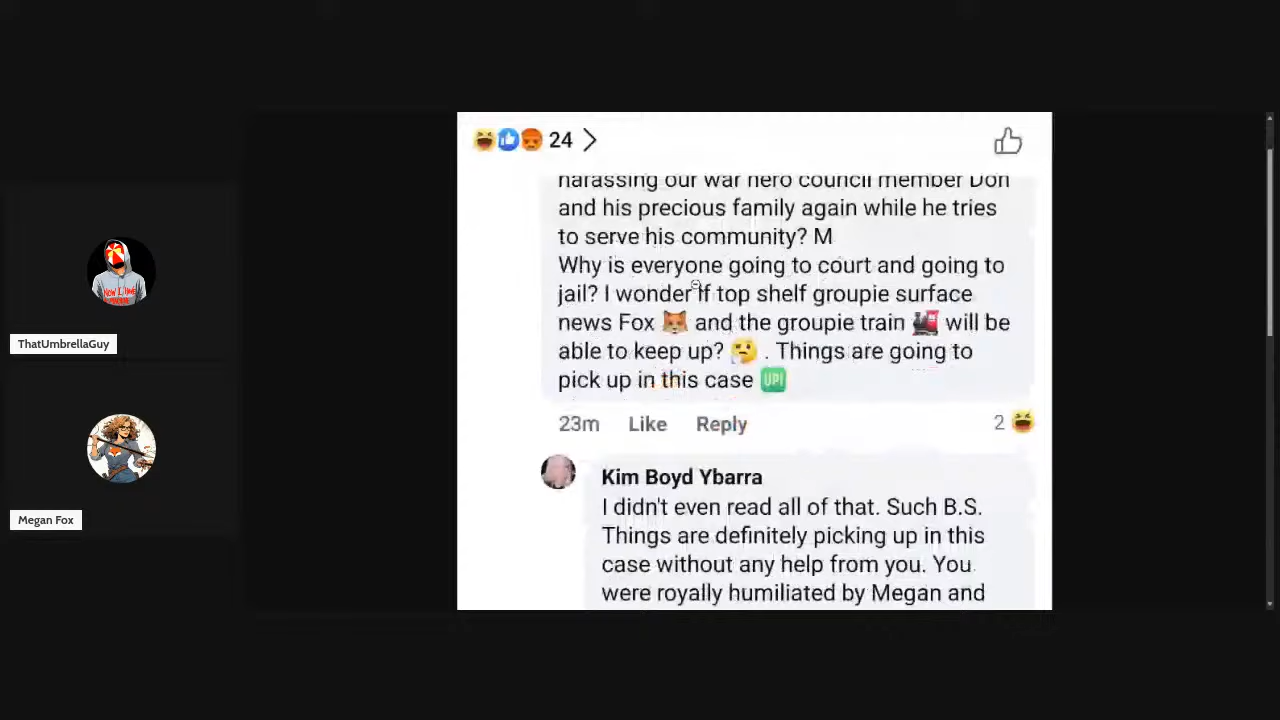 24
harassing our war hero council member Don
and his precious family again while he tries
to serve his community? M
Why is everyone going to court and going to
jail? I wonder if top shelf groupie surface
news Fox 🦊 and the groupie train 🚂 will be
able to keep up? 🤔 . Things are going to
pick up in this case 🆙
23m Like Reply 2
Kim Boyd Ybarra
I didn't even read all of that. Such B.S.
Things are definitely picking up in this
case without any help from you. You
were royally humiliated by Megan and
ThatUmbrellaGuy
Megan Fox